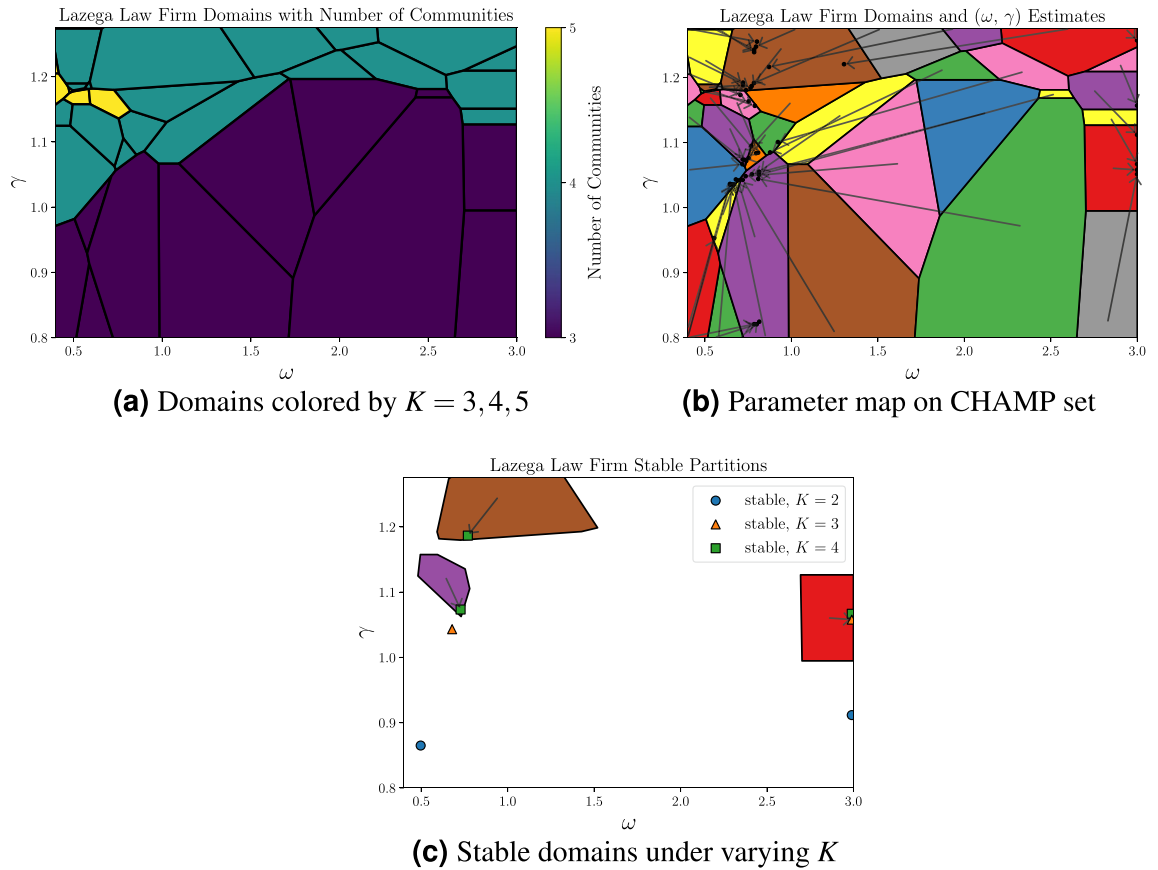 Lazega Law Firm Domains with Number of Communities
γ
1.2
1.1
1.0
0.9
0.8
0.5 1.0 1.5 2.0 2.5 3.0
ω
5
4
3
Number of Communities
(a) Domains colored by K = 3, 4, 5
Lazega Law Firm Domains and (ω, γ) Estimates
γ
1.2
1.1
1.0
0.9
0.8
0.5 1.0 1.5 2.0 2.5 3.0
ω
(b) Parameter map on CHAMP set
Lazega Law Firm Stable Partitions
γ
1.2
1.1
1.0
0.9
0.8
0.5 1.0 1.5 2.0 2.5 3.0
ω
stable, K = 2
stable, K = 3
stable, K = 4
(c) Stable domains under varying K